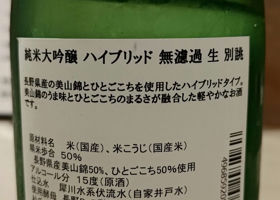 純米大吟醸 ハイブリッド 無濾過 生 別誂
長野県産の美山錦とひとごこちを使用したハイブリッドタイプ。
美山錦のうま味とひとごこちのまるさが融合した軽やかなお酒
です。
原材料 米(国産)、米こうじ(国産米)
精米歩合 50%
長野県産美山錦50%、ひとごこち50%使用
アルコール分 15度(原酒)
仕込水 犀川水系伏流水(自家井戸水)